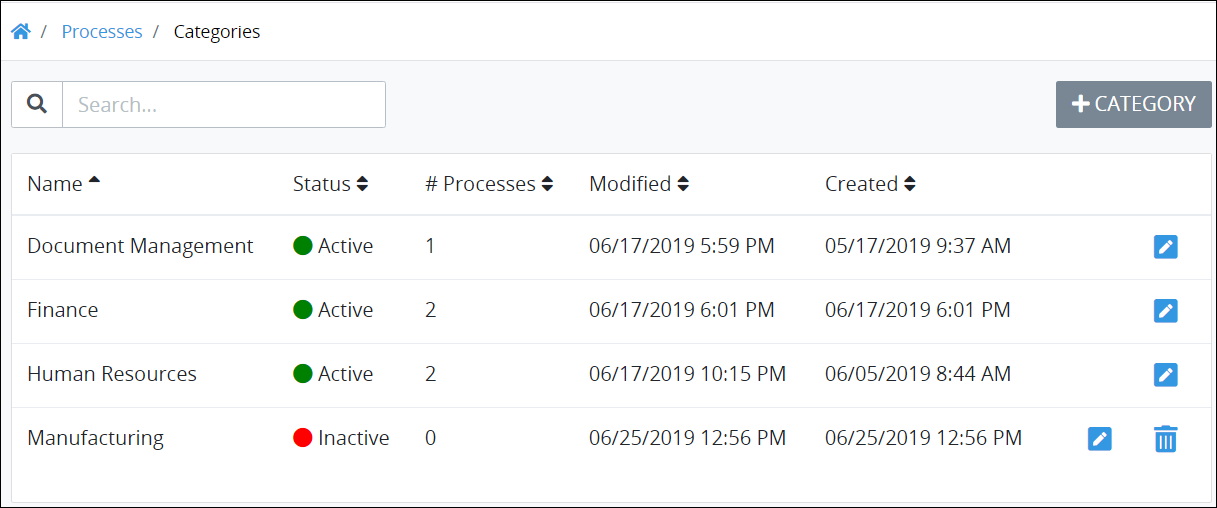 / Processes / Categories
Search...
CATEGORY
Name Status # Processes Modified Created
Document Management Active 1 06/17/2019 5:59 PM 05/17/2019 9:37 AM
Finance Active 2 06/17/2019 6:01 PM 06/17/2019 6:01 PM
Human Resources Active 2 06/17/2019 10:15 PM 06/05/2019 8:44 AM
Manufacturing Inactive 0 06/25/2019 12:56 PM 06/25/2019 12:56 PM